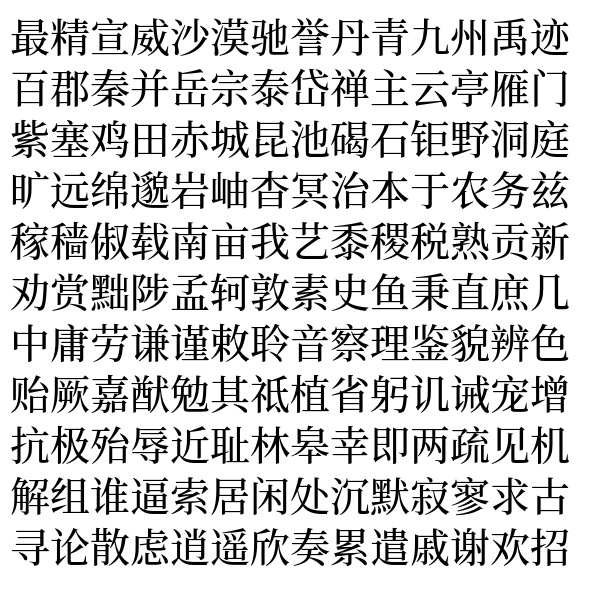 最精宣威沙漠驰誉丹青九州禹迹
百郡秦并岳宗泰岱禅主云亭雁门
紫塞鸡田赤城昆池碣石钜野洞庭
旷远绵邈岩岫杳冥治本于农务兹
稼穑俶载南亩我艺黍稷税熟贡新
劝赏黜陟孟轲敦素史鱼秉直庶几
中庸劳谦谨敕聆音察理鉴貌辨色
贻厥嘉猷勉其祗植省躬讥诫宠增
抗极殆辱近耻林皋幸即两疏见机
解组谁逼索居闲处沉默寂寥求古
寻论散虑逍遥欣奏累遣戚谢欢招